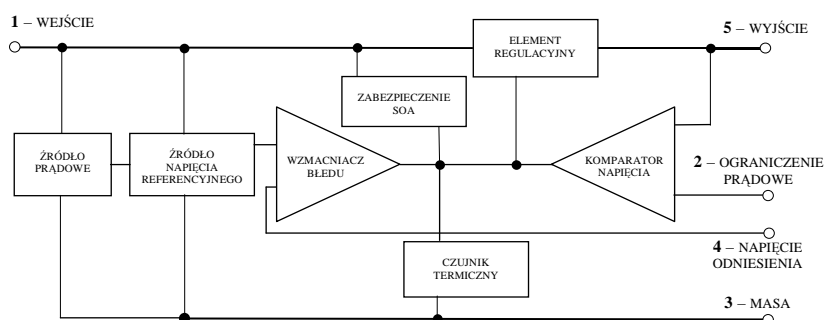 1 – WEJŚCIE
ELEMENT
REGULACYJNY
5 – WYJŚCIE
ZABEZPIECZENIE
SOA
ŹRÓDŁO
PRĄDOWE
ŹRÓDŁO
NAPIĘCIA
REFERENCYJNEGO
WZMACNIACZ
BŁEDU
KOMPARATOR
NAPIĘCIA
2 – OGRANICZENIE
PRĄDOWE
4 – NAPIĘCIE
ODNIESIENIA
CZUJNIK
TERMICZNY
3 – MASA